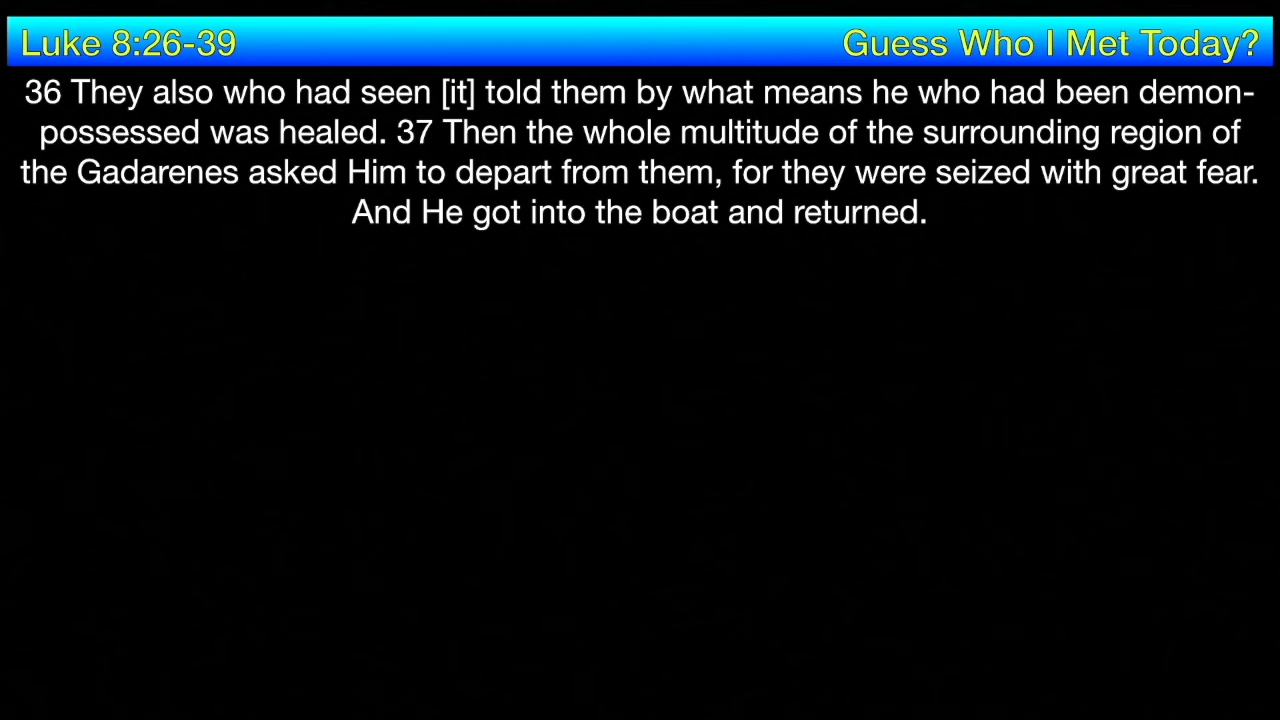 Luke 8:26-39
Guess Who I Met Today?
36 They also who had seen [it] told them by what means he who had been demon-
possessed was healed. 37 Then the whole multitude of the surrounding region of
the Gadarenes asked Him to depart from them, for they were seized with great fear.
And He got into the boat and returned.